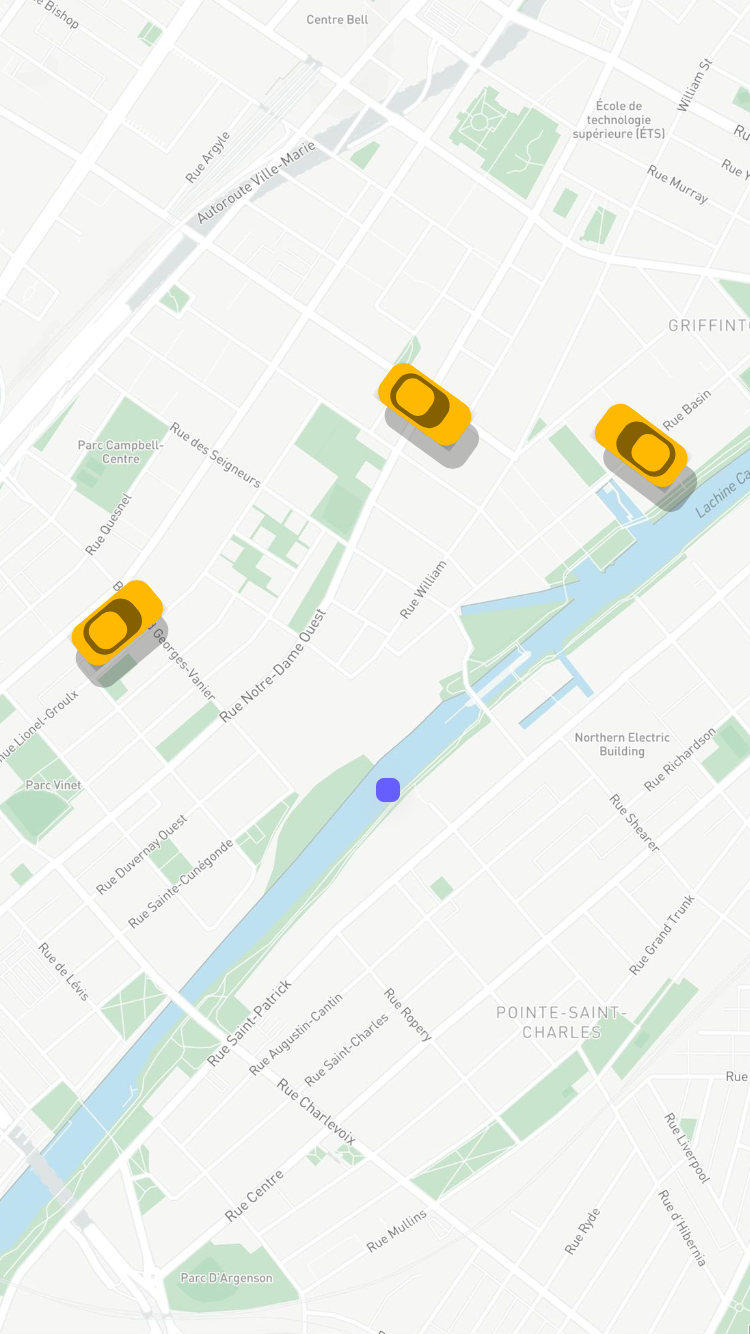 Bishop
Centre Bell
École de
technologie
supérieure (ÉTS)
William St
Rue Argyle
Autoroute Ville-Marie
Rue Murray
GRIFFINT
Rue Basin
Parc Campbell-
Centre
Rue des Seigneurs
Lachine Ca
Rue Quesnel
Rue William
Georges-Vanier
Rue Notre-Dame Ouest
nue Lionel-Groulx
Northern Electric
Building
Rue Richardson
Parc Vinet
Rue Shearer
Rue Duvernay Ouest
Rue Sainte-Cunégonde
Rue Grand Trunk
Rue de Lévis
Rue Saint-Patrick
Rue Augustin-Cantin
Rue Ropery
POINTE-SAINT-
CHARLES
Rue Saint-Charles
Rue
Rue Charlevoix
Rue Liverpool
Rue Centre
Rue Mullins
Rue Ryde
Rue d'Hibernia
Parc D'Argenson